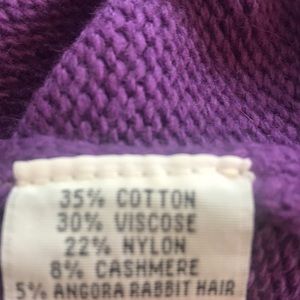 35% COTTON
30% VISCOSE
22% NYLON
8% CASHMERE
5% ANGORA RABBIT HAIR